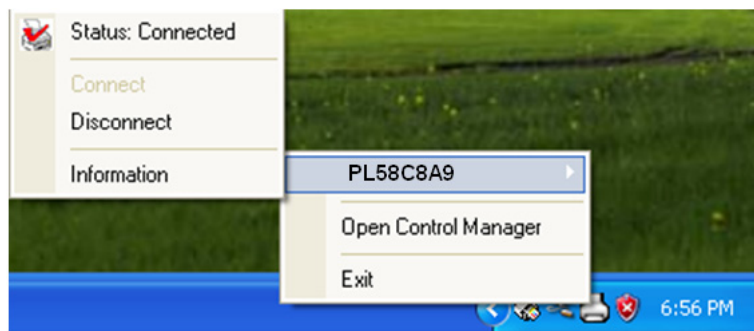 Status: Connected
Connect
Disconnect
Information
PL58C8A9
Open Control Manager
Exit
6:56 PM